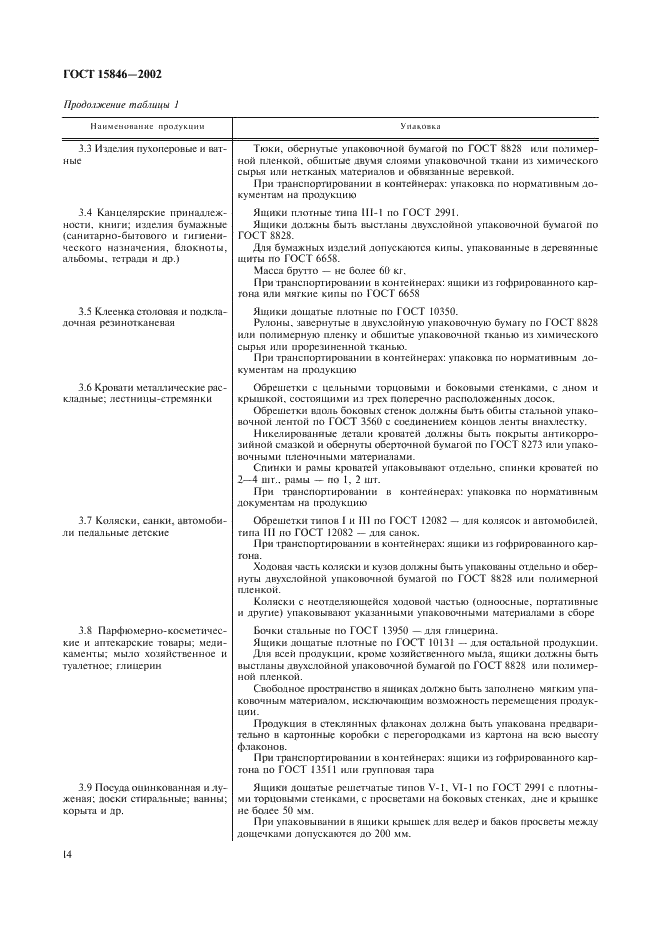 ГОСТ 15846—2002
Продолжение таблицы 1
Наименование продукции
Упаковка
3.3 Изделия пухоперовые и ват-
ные
Тюки, обернутые упаковочной бумагой по ГОСТ 8828 или полимер-
ной пленкой, обшитые двумя слоями упаковочной ткани из химического
сырья или нетканых материалов и обвязанные веревкой.
При транспортировании в контейнерах: упаковка по нормативным до-
кументам на продукцию
3.4 Канцелярские принадлеж-
ности, книги; изделия бумажные
(санитарно-бытового и гигиени-
ческого назначения, блокноты,
альбомы, тетради и др.)
Ящики плотные типа III-1 по ГОСТ 2991.
Ящики должны быть выстланы двухслойной упаковочной бумагой по
ГОСТ 8828.
Для бумажных изделий допускаются кипы, упакованные в деревянные
щиты по ГОСТ 6658.
Масса брутто — не более 60 кг.
При транспортировании в контейнерах: ящики из гофрированного кар-
тона или мягкие кипы по ГОСТ 6658
3.5 Клеенка столовая и подкла-
дочная резинотканевая
Ящики дощатые плотные по ГОСТ 10350.
Рулоны, завернутые в двухслойную упаковочную бумагу по ГОСТ 8828
или полимерную пленку и обшитые упаковочной тканью из химического
сырья или прорезиненной тканью.
При транспортировании в контейнерах: упаковка по нормативным до-
кументам на продукцию
3.6 Кровати металлические рас-
кладные; лестницы-стремянки
Обрешетки с цельными торцовыми и боковыми стенками, с дном и
крышкой, состоящими из трех поперечно расположенных досок.
Обрешетки вдоль боковых стенок должны быть обиты стальной упако-
вочной лентой по ГОСТ 3560 с соединением концов ленты внахлестку.
Никелированные детали кроватей должны быть покрыты антикорро-
зийной смазкой и обернуты оберточной бумагой по ГОСТ 8273 или упако-
вочными пленочными материалами.
Спинки и рамы кроватей упаковывают отдельно, спинки кроватей по
2—4 шт., рамы — по 1, 2 шт.
При транспортировании в контейнерах: упаковка по нормативным
документам на продукцию
3.7 Коляски, санки, автомоби-
ли педальные детские
Обрешетки типов I и III по ГОСТ 12082 — для колясок и автомобилей,
типа III по ГОСТ 12082 — для санок.
При транспортировании в контейнерах: ящики из гофрированного кар-
тона.
Ходовая часть коляски и кузов должны быть упакованы отдельно и обер-
нуты двухслойной упаковочной бумагой по ГОСТ 8828 или полимерной
пленкой.
Коляски с неотделяющейся ходовой частью (одноосные, портативные
и другие) упаковывают указанными упаковочными материалами в сборе
3.8 Парфюмерно-косметичес-
кие и аптекарские товары; меди-
каменты; мыло хозяйственное и
туалетное; глицерин
Бочки стальные по ГОСТ 13950 — для глицерина.
Ящики дощатые плотные по ГОСТ 10131 — для остальной продукции.
Для всей продукции, кроме хозяйственного мыла, ящики должны быть
выстланы двухслойной упаковочной бумагой по ГОСТ 8828 или полимер-
ной пленкой.
Свободное пространство в ящиках должно быть заполнено мягким упа-
ковочным материалом, исключающим возможность перемещения продук-
ции.
Продукция в стеклянных флаконах должна быть упакована предвари-
тельно в картонные коробки с перегородками из картона на всю высоту
флаконов.
При транспортировании в контейнерах: ящики из гофрированного кар-
тона по ГОСТ 13511 или групповая тара
3.9 Посуда оцинкованная и лу-
женая; доски стиральные; ванны;
корыта и др.
Ящики дощатые решетчатые типов V-1, VI-1 по ГОСТ 2991 с плотны-
ми торцовыми стенками, с просветами на боковых стенках, дне и крышке
не более 50 мм.
При упаковывании в ящики крышек для ведер и баков просветы между
дощечками допускаются до 200 мм.
14